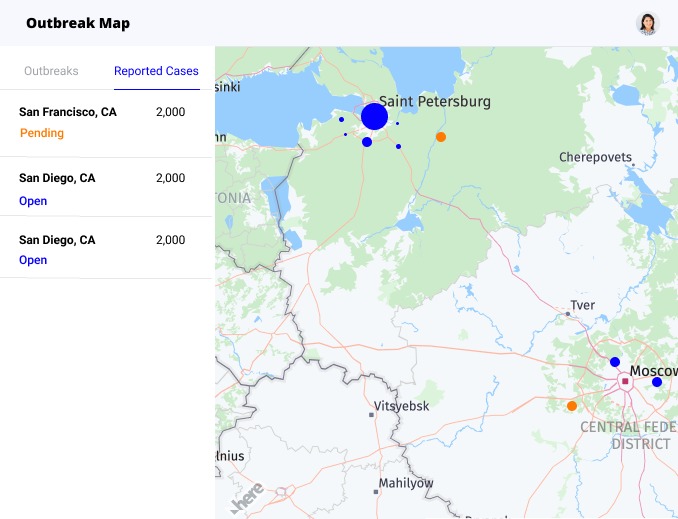 Outbreak Map
Outbreaks
Reported Cases
San Francisco, CA
2,000
Pending
San Diego, CA
2,000
Open
San Diego, CA
2,000
Open
sinki
Saint Petersburg
Cherepovets
TONIA
Tver
Moscow
Vitsyebsk
CENTRAL FEDE
DISTRICT
lnius
Mahilyow
here